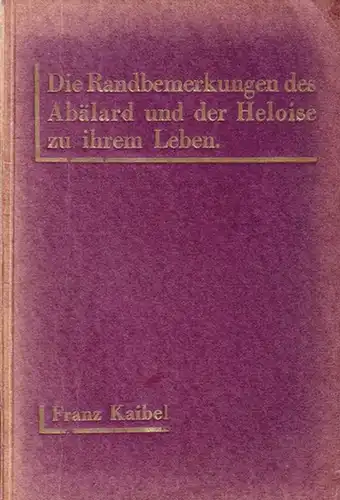 Die Randbemerkungen des
Abälard und der Heloise
zu ihrem Leben.
Franz Kaibel